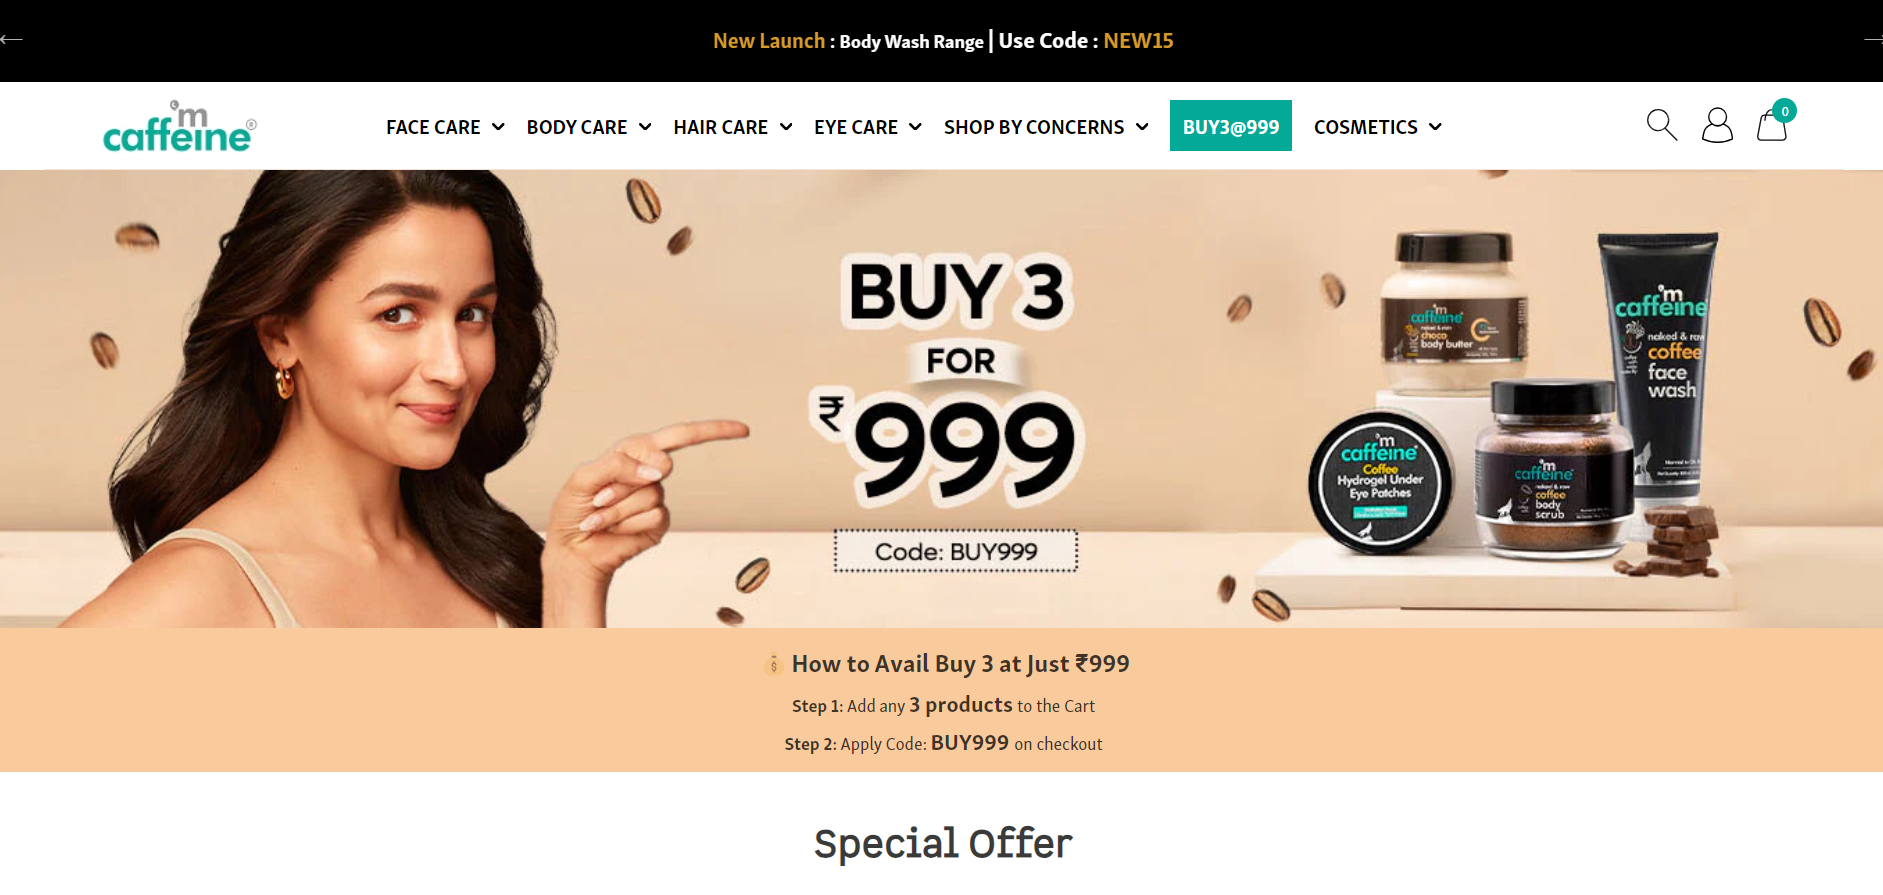 New Launch : Body Wash Range | Use Code : NEW15
'm
caffeine®
FACE CARE
BODY CARE
HAIR CARE
EYE CARE
SHOP BY CONCERNS
BUY3@999
COSMETICS
0
BUY 3
FOR
₹999
Code: BUY999
'm
caffeine
naked & rich
choco
body butter
'm
caffeine
naked & raw
coffee
face
wash
'm
caffeine
Coffee
Hydrogel Under
Eye Patches
'm
caffeine
naked & raw
coffee
body
scrub
How to Avail Buy 3 at Just ₹999
Step 1: Add any 3 products to the Cart
Step 2: Apply Code: BUY999 on checkout
Special Offer